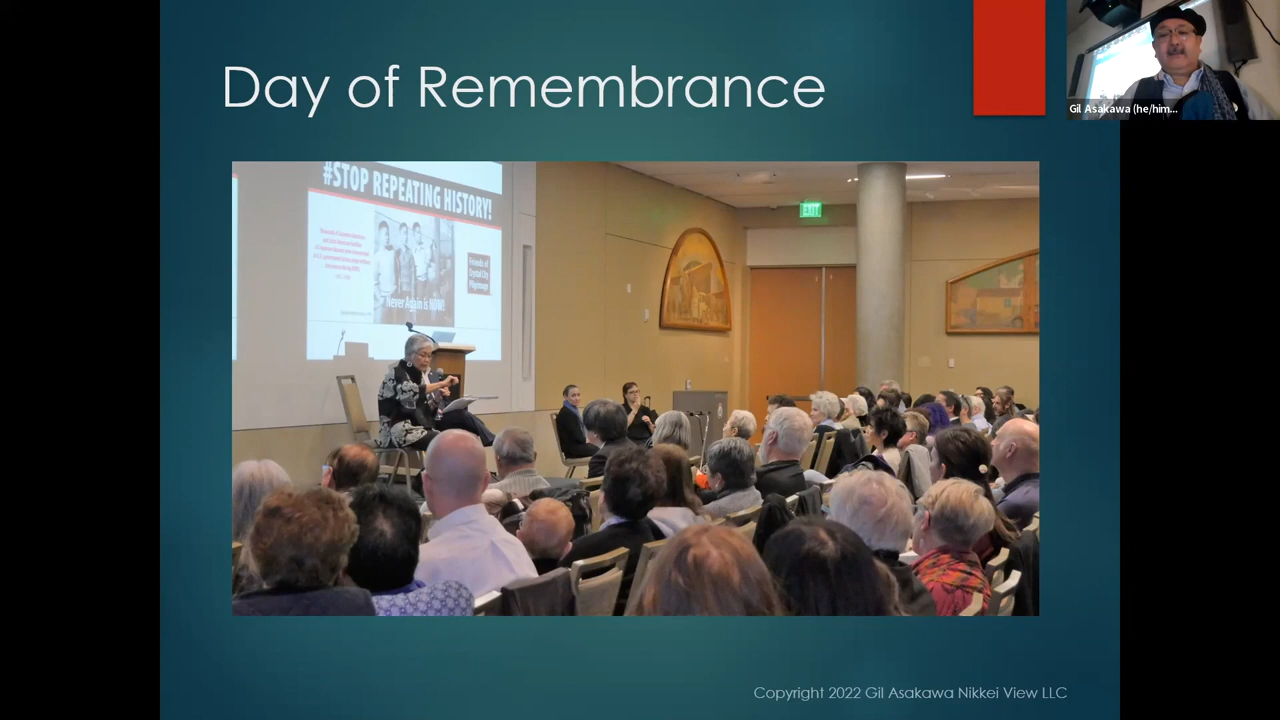 Day of Remembrance
Gil Asakawa (he/him...
#STOP REPEATING HISTORY!
Friends of
Crystal City
Pilgrimage
Never Again is NOW!
EXIT
Copyright 2022 Gil Asakawa Nikkei View LLC